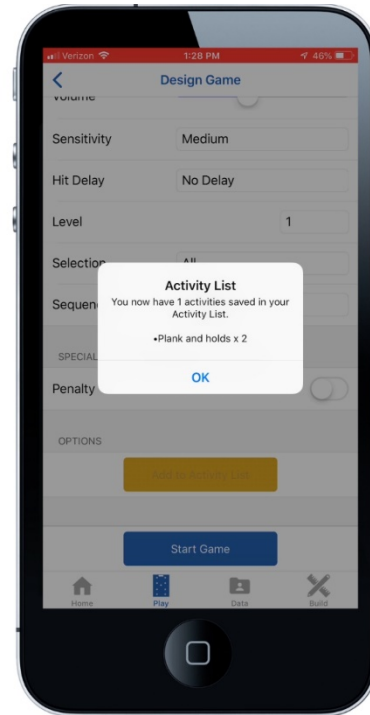 Verizon 1:28 PM 46%
Design Game
Volume
Sensitivity Medium
Hit Delay No Delay
Level 1
Selection All
Sequen
Activity List
You now have 1 activities saved in your
Activity List.
•Plank and holds x 2
OK
SPECIAL
Penalty
OPTIONS
Add to Activity List
Start Game
Home Play Data Build